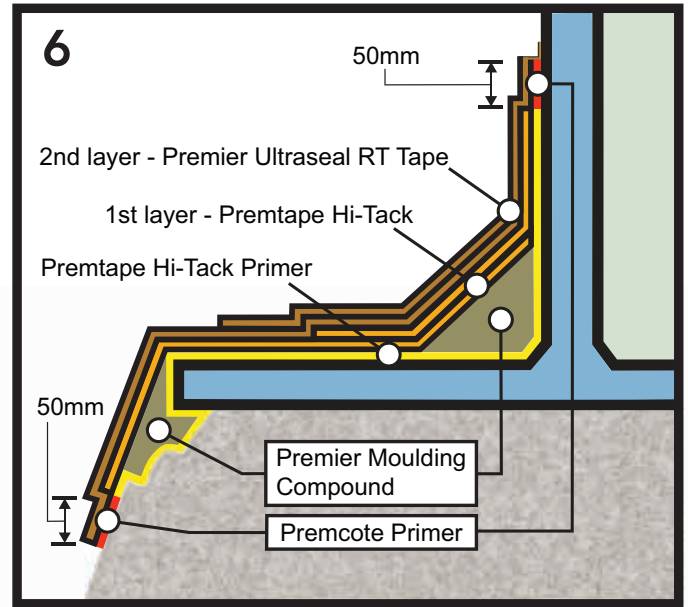 6
50mm
2nd layer - Premier Ultraseal RT Tape
1st layer - Premtape Hi-Tack
Premtape Hi-Tack Primer
50mm
Premier Moulding
Compound
Premcote Primer